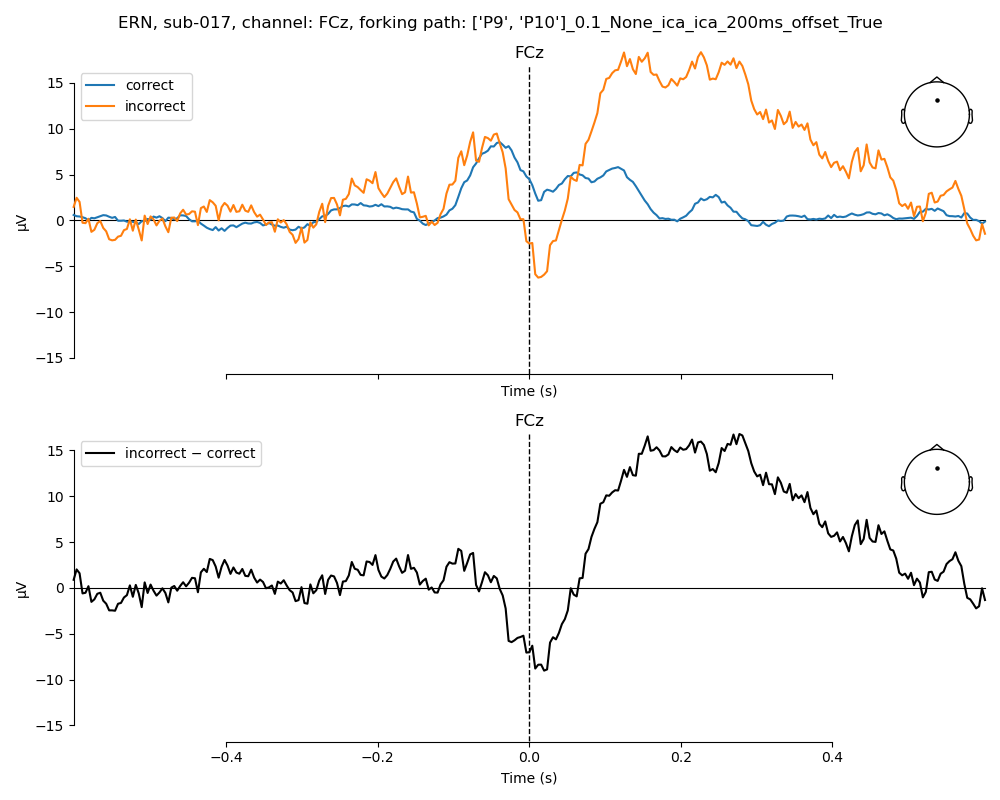 ERN, sub-017, channel: FCz, forking path: ['P9', 'P10']_0.1_None_ica_ica_200ms_offset_True
FCz
correct
incorrect
15
10
5
0
−5
−10
−15
µV
Time (s)
FCz
incorrect − correct
15
10
5
0
−5
−10
−15
µV
−0.4
−0.2
0.0
0.2
0.4
Time (s)